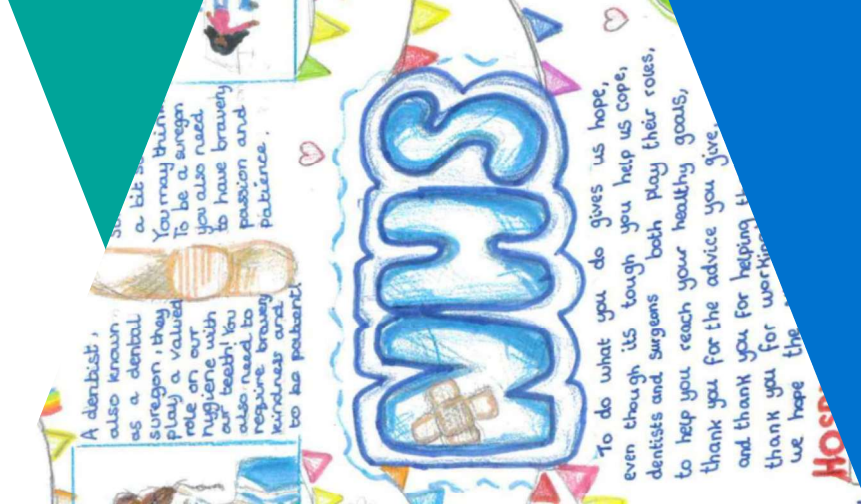 A dentist,
also known
as a dental
suregon, they
play a valued
role on our
hygiene with
our teeth! You
also need to
require bravery
kindness and
to be patient!
a bit
You may think
To be a suregon
you also need
to have bravery
passion and
patience.
NHS
To do what you do gives us hope,
even though its tough you help us cope,
dentists and surgeons both play their roles,
to help you reach your healthy goals,
thank you for the advice you give,
and thank you for helping
thank you for working
we hope the